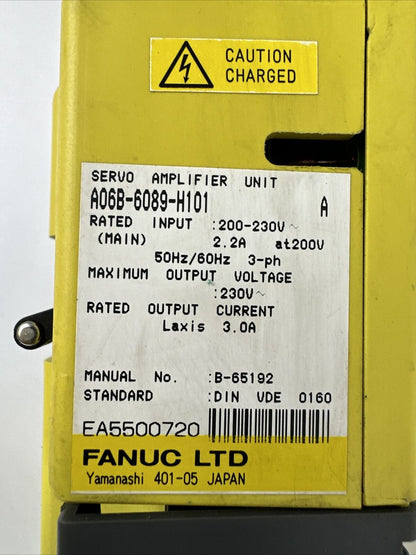 CAUTION
CHARGED
SERVO AMPLIFIER UNIT
A06B-6089-H101 A
RATED INPUT :200-230V~
(MAIN) 2.2A at200V
50Hz/60Hz 3-ph
MAXIMUM OUTPUT VOLTAGE
:230V~
RATED OUTPUT CURRENT
Laxis 3.0A
MANUAL No. :B-65192
STANDARD :DIN VDE 0160
EA5500720
FANUC LTD
Yamanashi 401-05 JAPAN